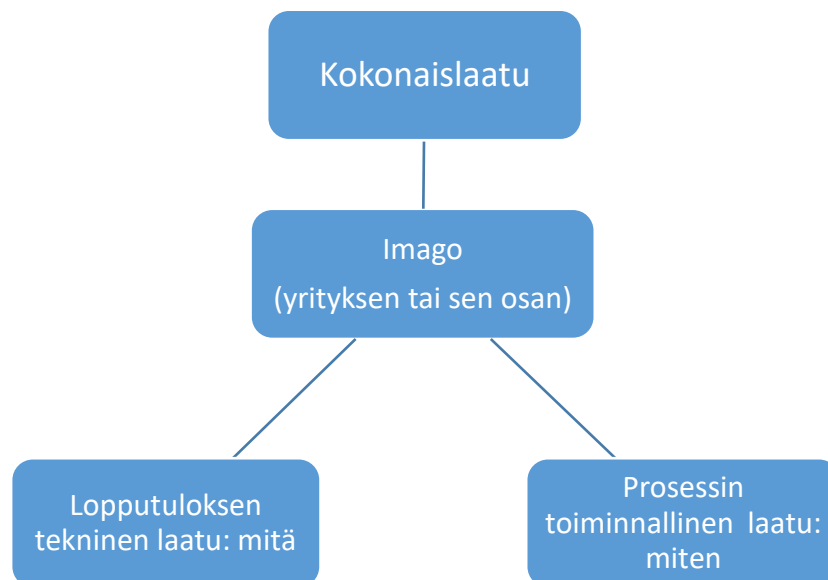 Kokonaislaatu
Imago
(yrityksen tai sen osan)
Lopputuloksen
tekninen laatu: mitä
Prosessin
toiminnallinen laatu:
miten